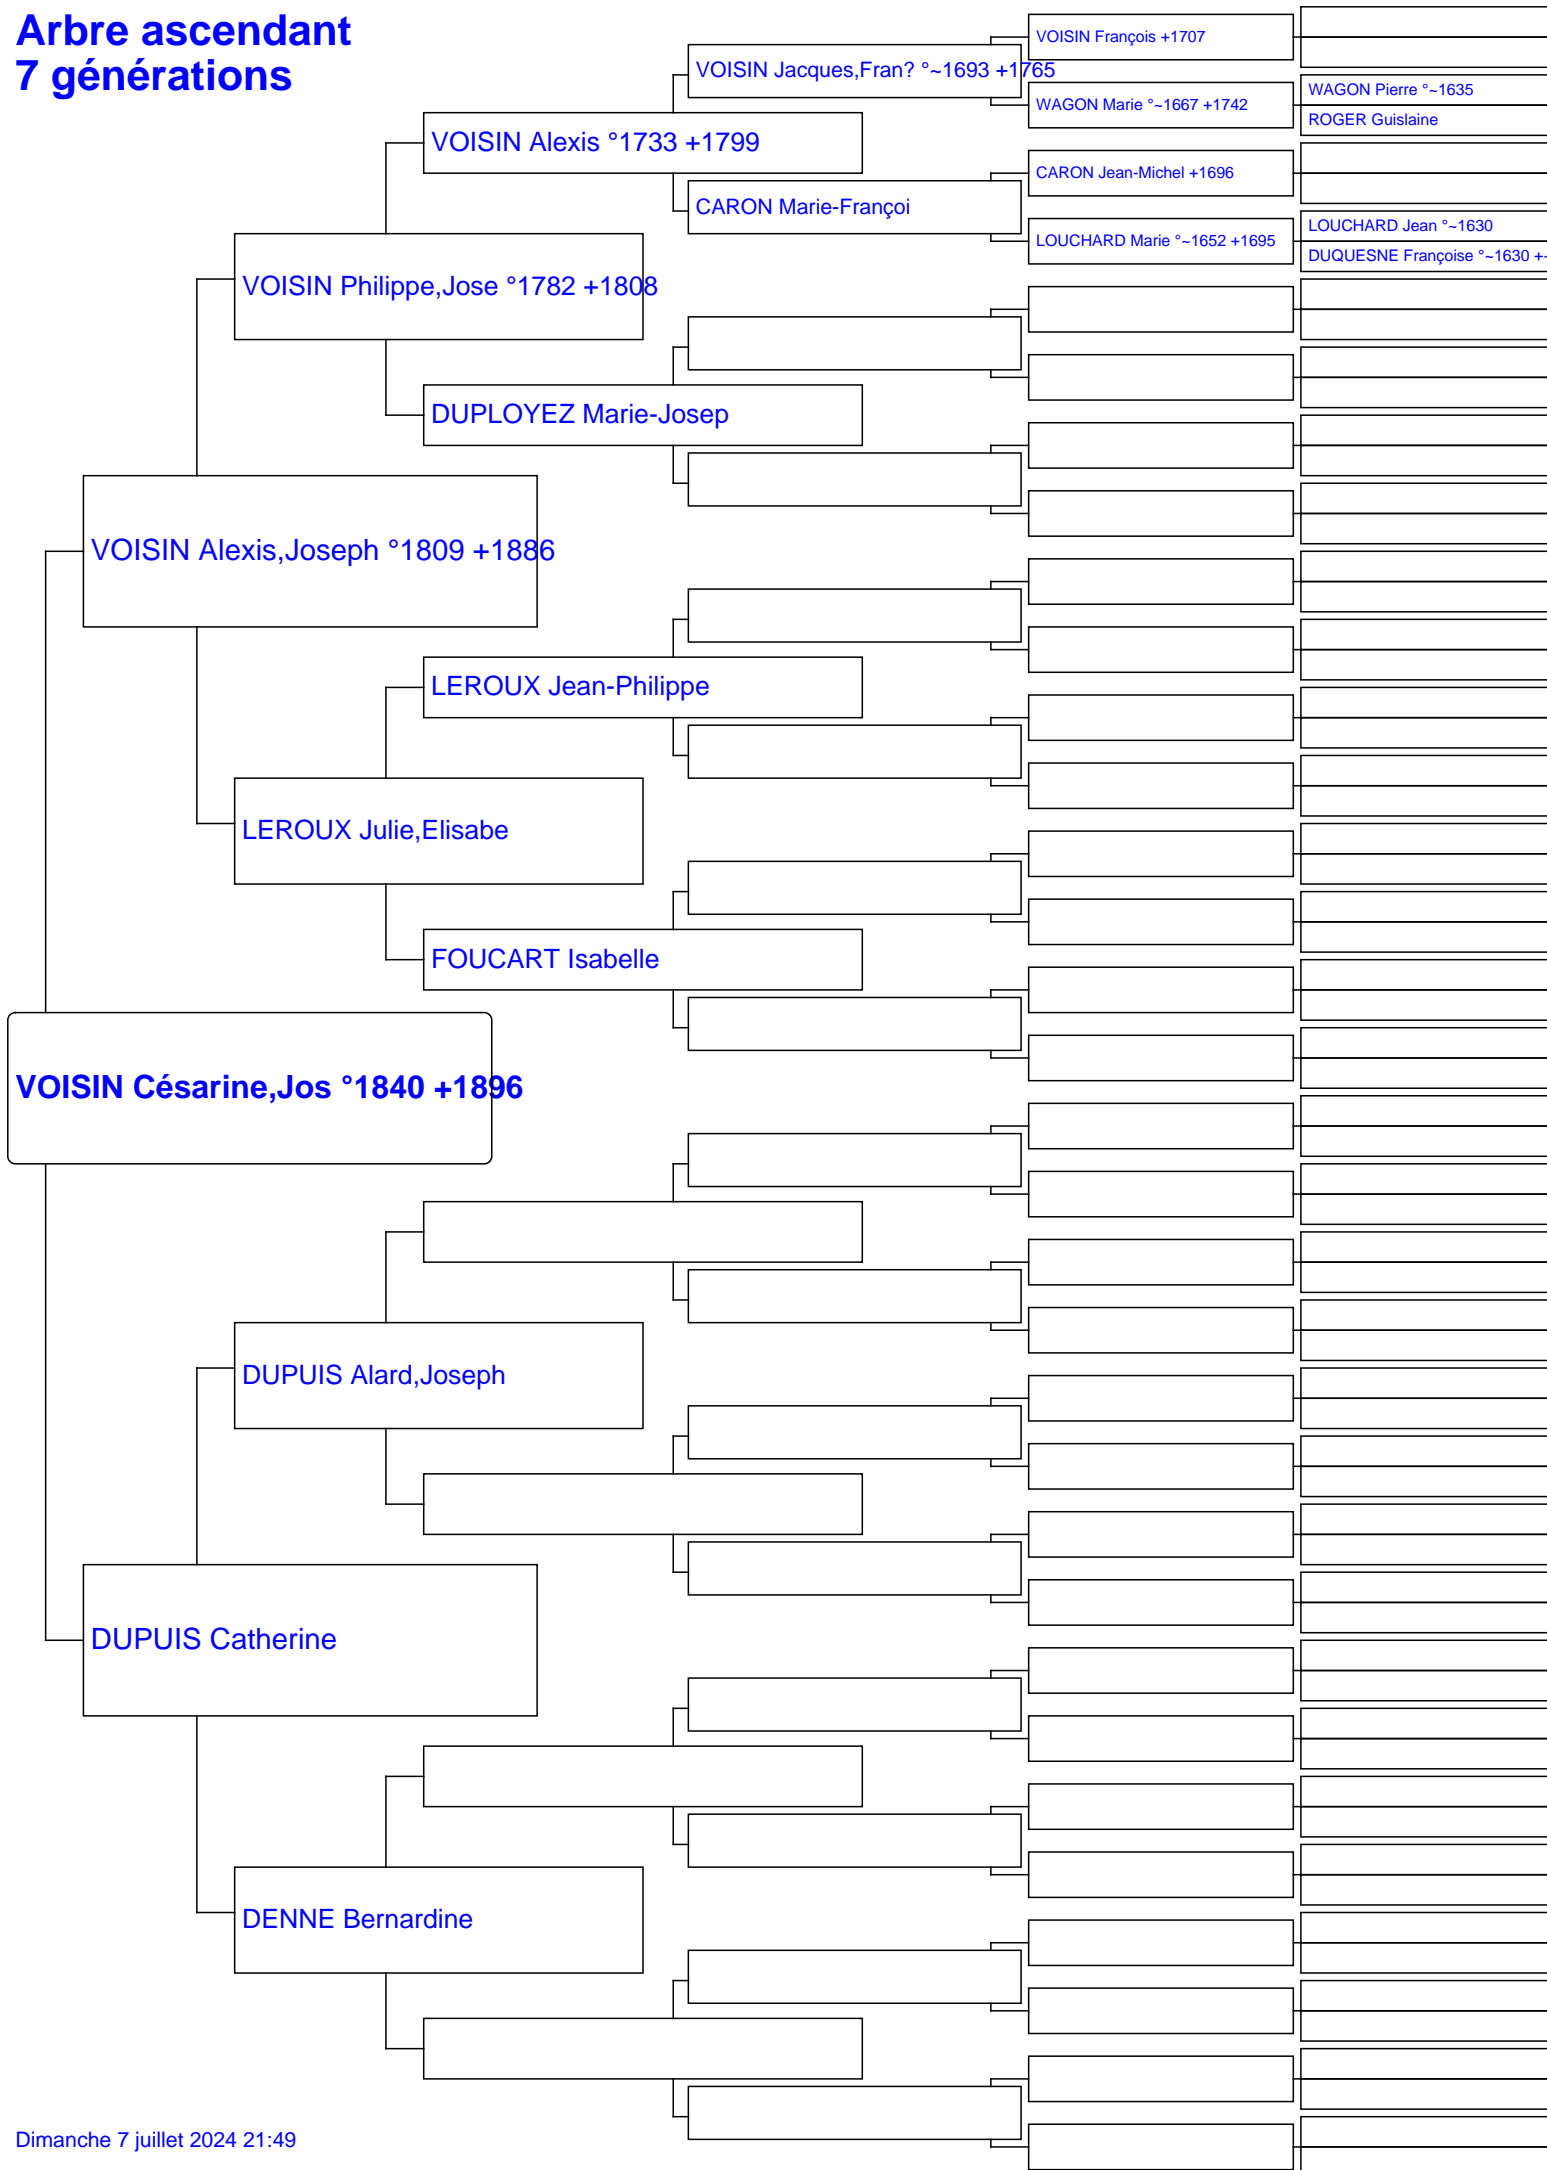 Arbre ascendant
7 générations
VOISIN François +1707
VOISIN Jacques,Fran? °~1693 +1765
WAGON Pierre °~1635
WAGON Marie °~1667 +1742
ROGER Guislaine
VOISIN Alexis °1733 +1799
CARON Jean-Michel +1696
CARON Marie-Françoi
LOUCHARD Jean °~1630
LOUCHARD Marie °~1652 +1695
DUQUESNE Françoise °~1630 +~
VOISIN Philippe,Jose °1782 +1808
DUPLOYEZ Marie-Josep
VOISIN Alexis,Joseph °1809 +1886
LEROUX Jean-Philippe
LEROUX Julie,Elisabe
FOUCART Isabelle
VOISIN Césarine,Jos °1840 +1896
DUPUIS Alard,Joseph
DUPUIS Catherine
DENNE Bernardine
Dimanche 7 juillet 2024 21:49